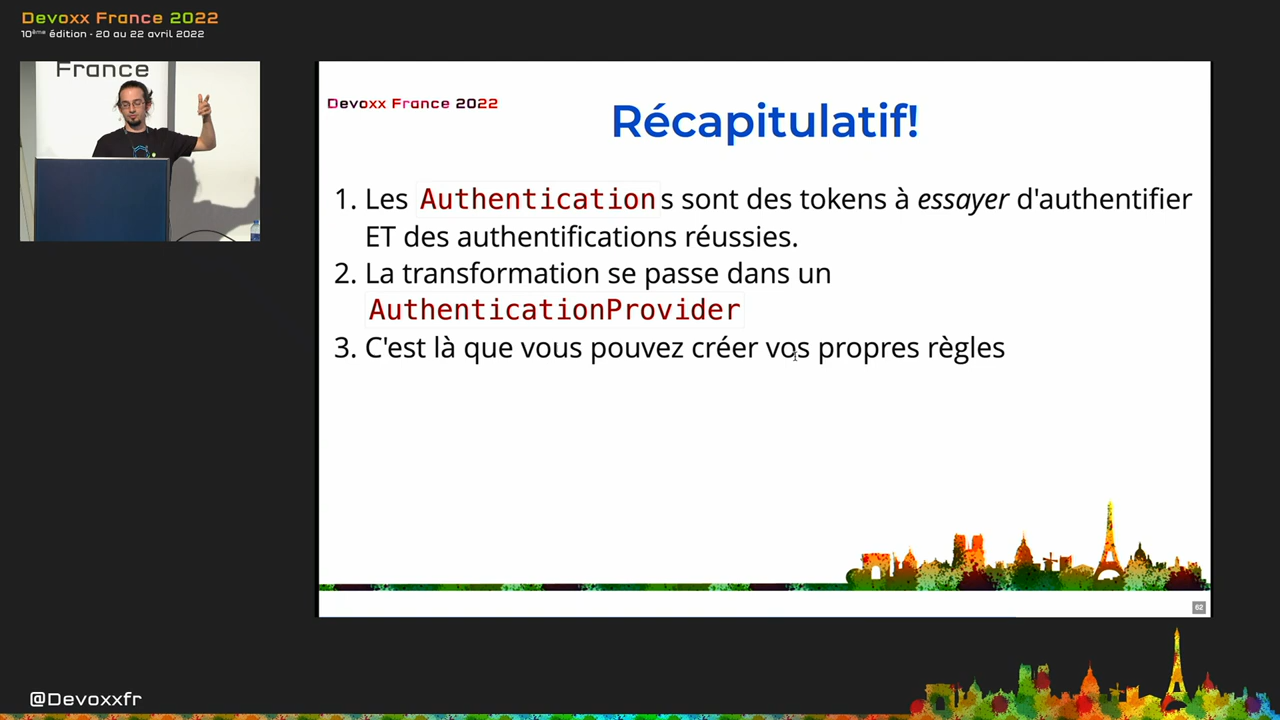 Devoxx France 2022
10ème édition - 20 au 22 avril 2022
France
Devoxx France 2022
Récapitulatif!
1. Les Authentications sont des tokens à essayer d'authentifier
ET des authentifications réussies.
2. La transformation se passe dans un
AuthenticationProvider
3. C'est là que vous pouvez créer vos propres règles
62
@Devoxxfr